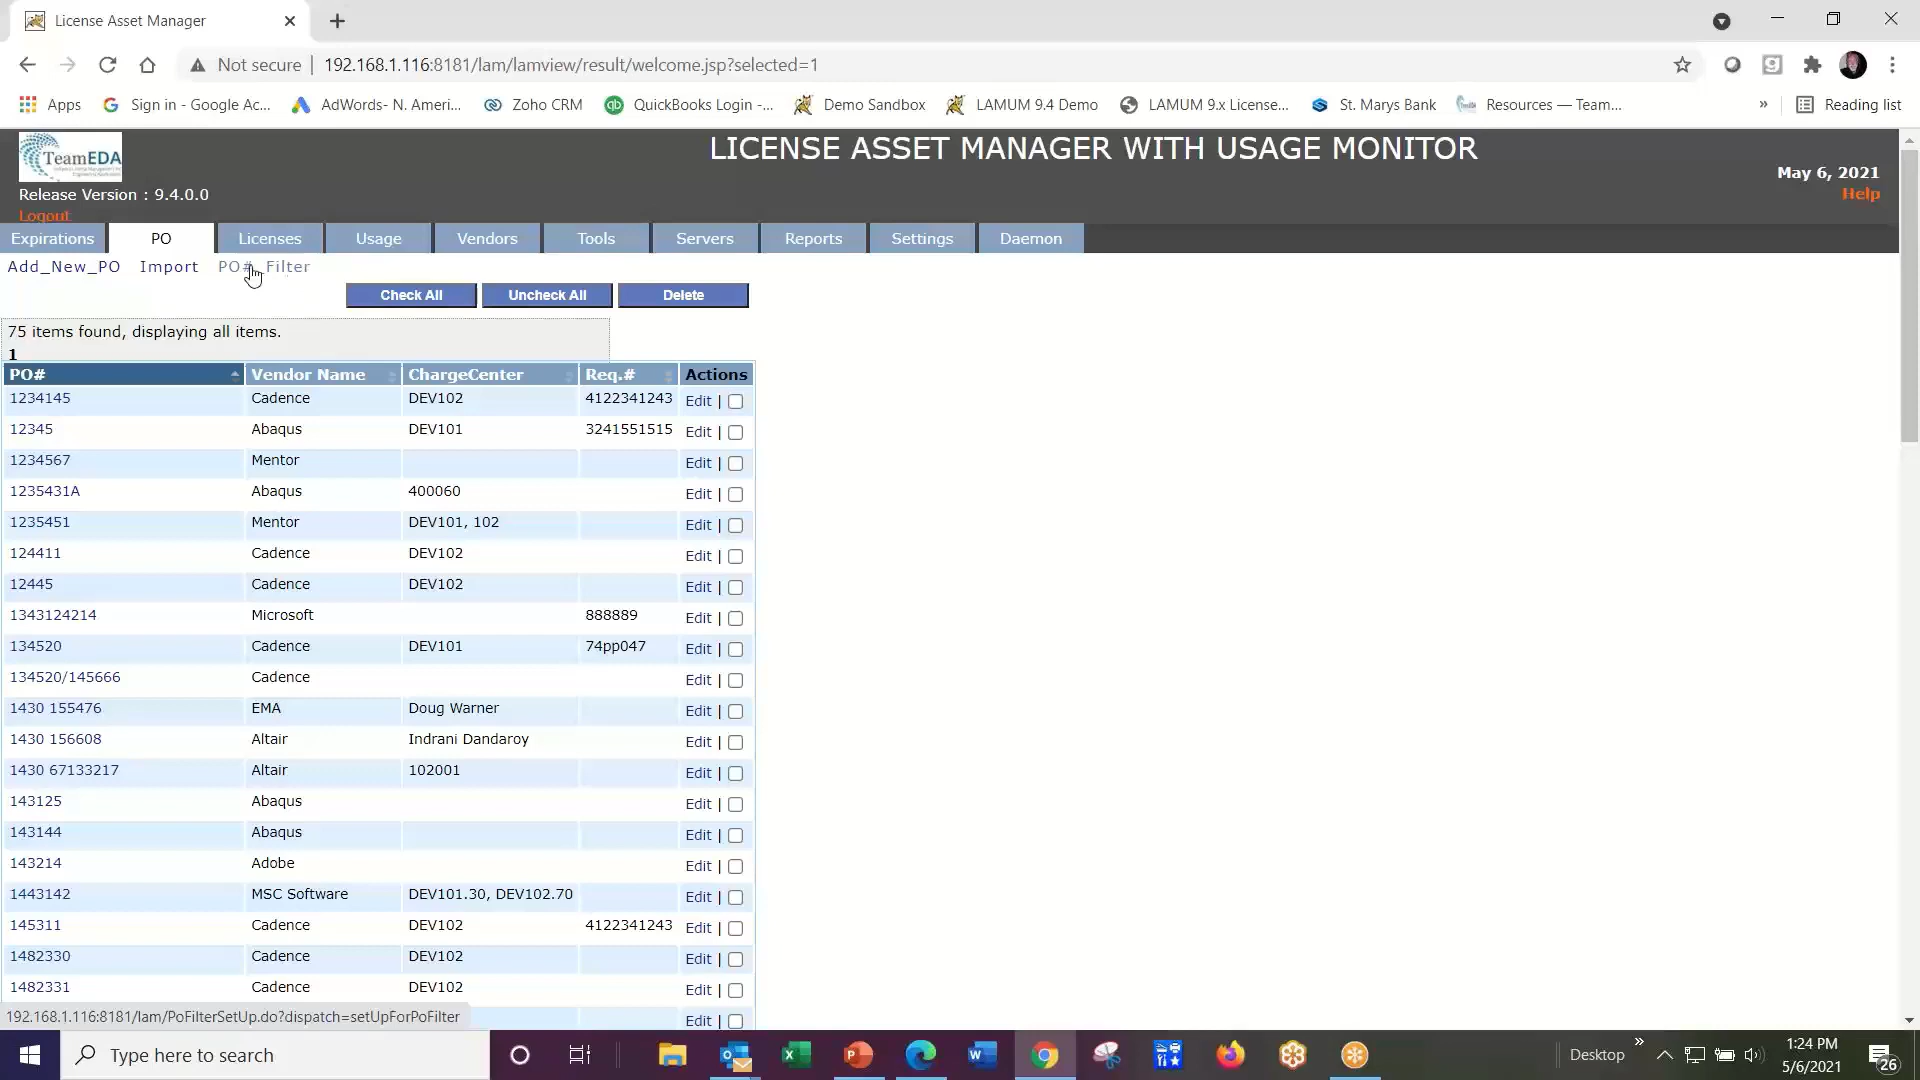 License Asset Manager
Not secure | 192.168.1.116:8181/lam/lamview/result/welcome.jsp?selected=1
Apps Sign in - Google Ac... AdWords- N. Ameri... Zoho CRM QuickBooks Login -... Demo Sandbox LAMUM 9.4 Demo LAMUM 9.x License... St. Marys Bank Resources — Team... » Reading list
TeamEDA
LICENSE ASSET MANAGER WITH USAGE MONITOR
May 6, 2021
Release Version : 9.4.0.0
Help
Logout
Expirations PO Licenses Usage Vendors Tools Servers Reports Settings Daemon
Add_New_PO Import PO#_Filter
Check All Uncheck All Delete
75 items found, displaying all items.
1
PO# Vendor Name ChargeCenter Req.# Actions
1234145 Cadence DEV102 4122341243 Edit |
12345 Abaqus DEV101 3241551515 Edit |
1234567 Mentor Edit |
1235431A Abaqus 400060 Edit |
1235451 Mentor DEV101, 102 Edit |
124411 Cadence DEV102 Edit |
12445 Cadence DEV102 Edit |
1343124214 Microsoft 888889 Edit |
134520 Cadence DEV101 74pp047 Edit |
134520/145666 Cadence Edit |
1430 155476 EMA Doug Warner Edit |
1430 156608 Altair Indrani Dandaroy Edit |
1430 67133217 Altair 102001 Edit |
143125 Abaqus Edit |
143144 Abaqus Edit |
143214 Adobe Edit |
1443142 MSC Software DEV101.30, DEV102.70 Edit |
145311 Cadence DEV102 4122341243 Edit |
1482330 Cadence DEV102 Edit |
1482331 Cadence DEV102 Edit |
Edit |
192.168.1.116:8181/lam/PoFilterSetUp.do?dispatch=setUpForPoFilter
Type here to search
Desktop »
1:24 PM
5/6/2021
26